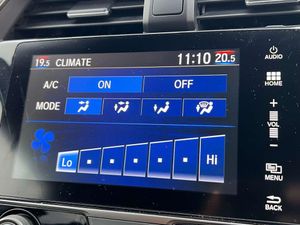 19.5 CLIMATE 11:10 20.5
A/C ON OFF
MODE
Lo Hi
AUDIO
HOME
+
VOL
−
MENU
BACK